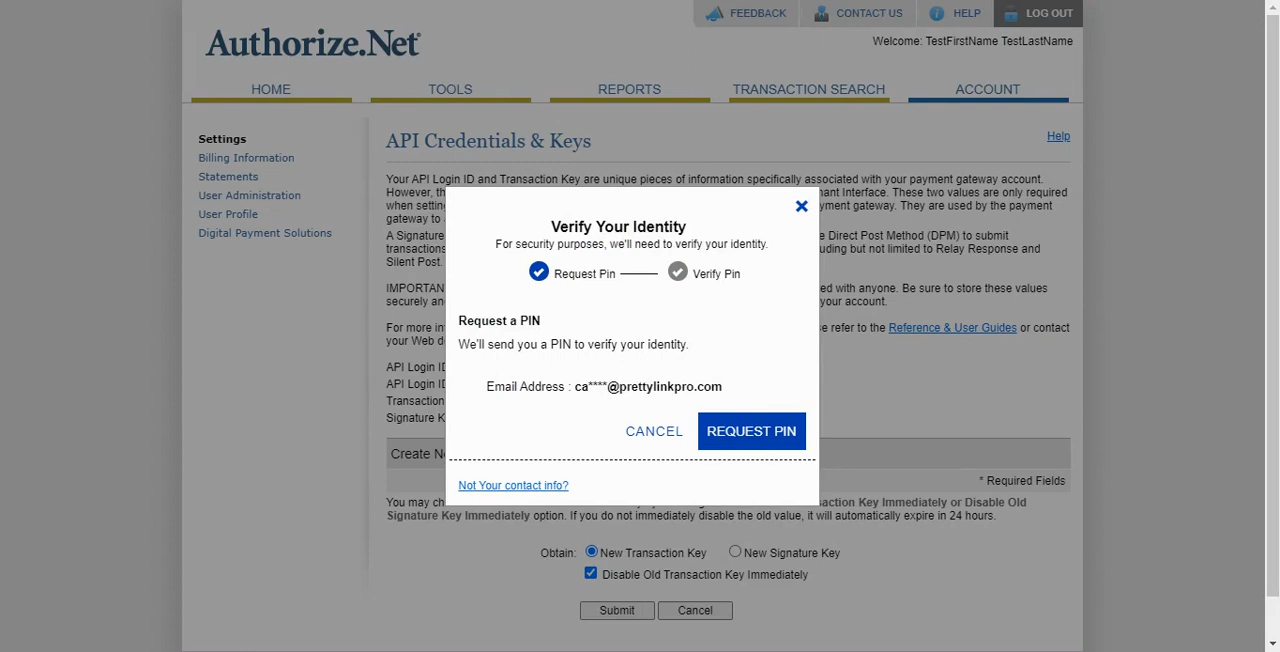 FEEDBACK CONTACT US HELP LOG OUT
Authorize.Net
Welcome: TestFirstName TestLastName
HOME TOOLS REPORTS TRANSACTION SEARCH ACCOUNT
Settings
Billing Information
Statements
User Administration
User Profile
Digital Payment Solutions
API Credentials & Keys
Help
Your API Login ID and Transaction Key are unique pieces of information specifically associated with your payment gateway account.
However, th
Interface. These two values are only required
when setting
gateway. They are used by the payment
gateway to a
A Signature
e Direct Post Method (DPM) to submit
transactions
but not limited to Relay Response and
Silent Post.
IMPORTAN
with anyone. Be sure to store these values
securely an
your account.
For more in
refer to the Reference & User Guides or contact
your Web de
API Login ID
API Login ID
Transaction
Signature K
Verify Your Identity
For security purposes, we'll need to verify your identity.
Request Pin Verify Pin
Request a PIN
We'll send you a PIN to verify your identity.
Email Address : ca****@prettylinkpro.com
CANCEL REQUEST PIN
Not Your contact info?
Create Ne
* Required Fields
You may ch
Transaction Key Immediately or Disable Old
Signature Key Immediately option. If you do not immediately disable the old value, it will automatically expire in 24 hours.
Obtain: New Transaction Key New Signature Key
Disable Old Transaction Key Immediately
Submit Cancel